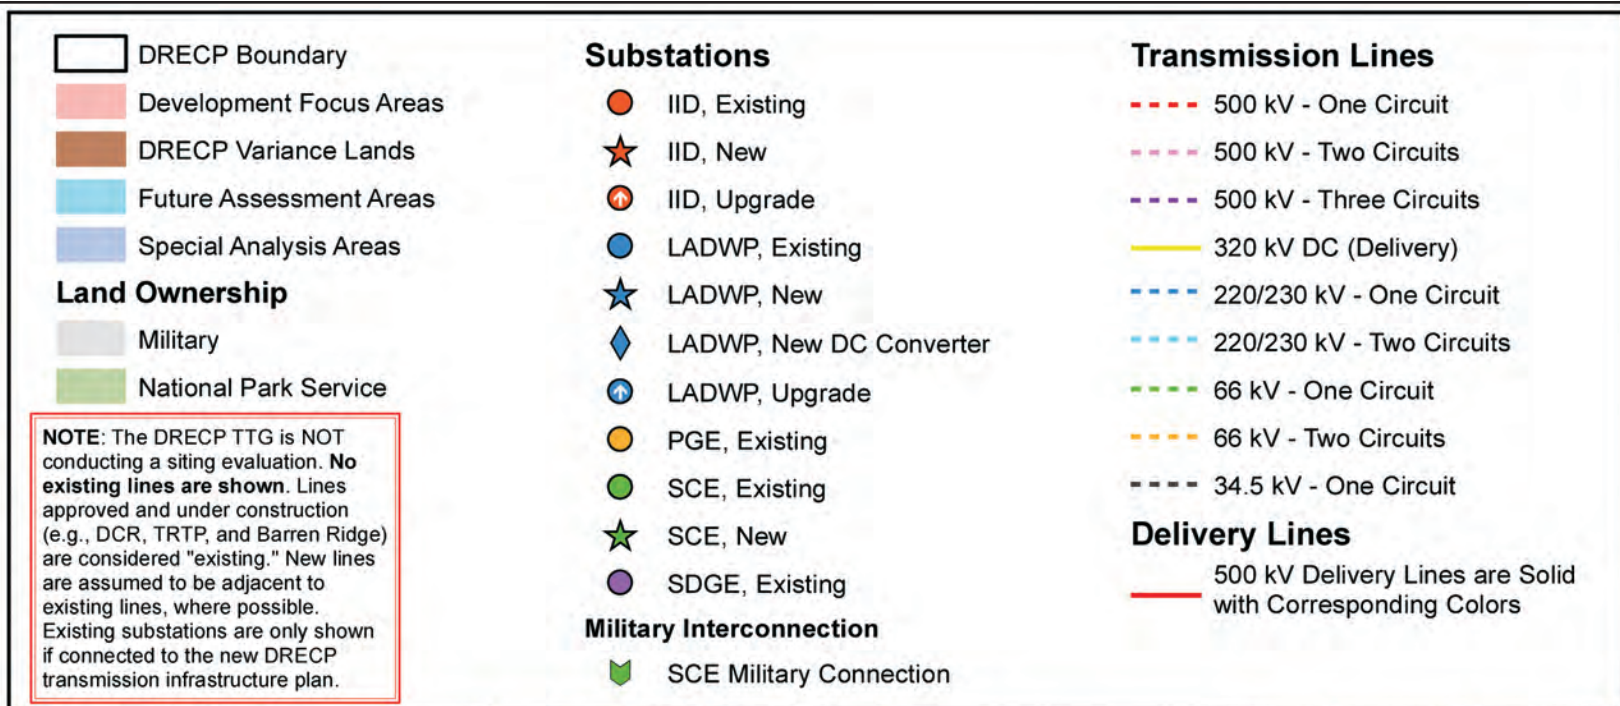 DRECP Boundary
Development Focus Areas
DRECP Variance Lands
Future Assessment Areas
Special Analysis Areas
Land Ownership
Military
National Park Service
NOTE: The DRECP TTG is NOT
conducting a siting evaluation. No
existing lines are shown. Lines
approved and under construction
(e.g., DCR, TRTP, and Barren Ridge)
are considered "existing." New lines
are assumed to be adjacent to
existing lines, where possible.
Existing substations are only shown
if connected to the new DRECP
transmission infrastructure plan.
Substations
IID, Existing
IID, New
IID, Upgrade
LADWP, Existing
LADWP, New
LADWP, New DC Converter
LADWP, Upgrade
PGE, Existing
SCE, Existing
SCE, New
SDGE, Existing
Military Interconnection
SCE Military Connection
Transmission Lines
500 kV - One Circuit
500 kV - Two Circuits
500 kV - Three Circuits
320 kV DC (Delivery)
220/230 kV - One Circuit
220/230 kV - Two Circuits
66 kV - One Circuit
66 kV - Two Circuits
34.5 kV - One Circuit
Delivery Lines
500 kV Delivery Lines are Solid
with Corresponding Colors